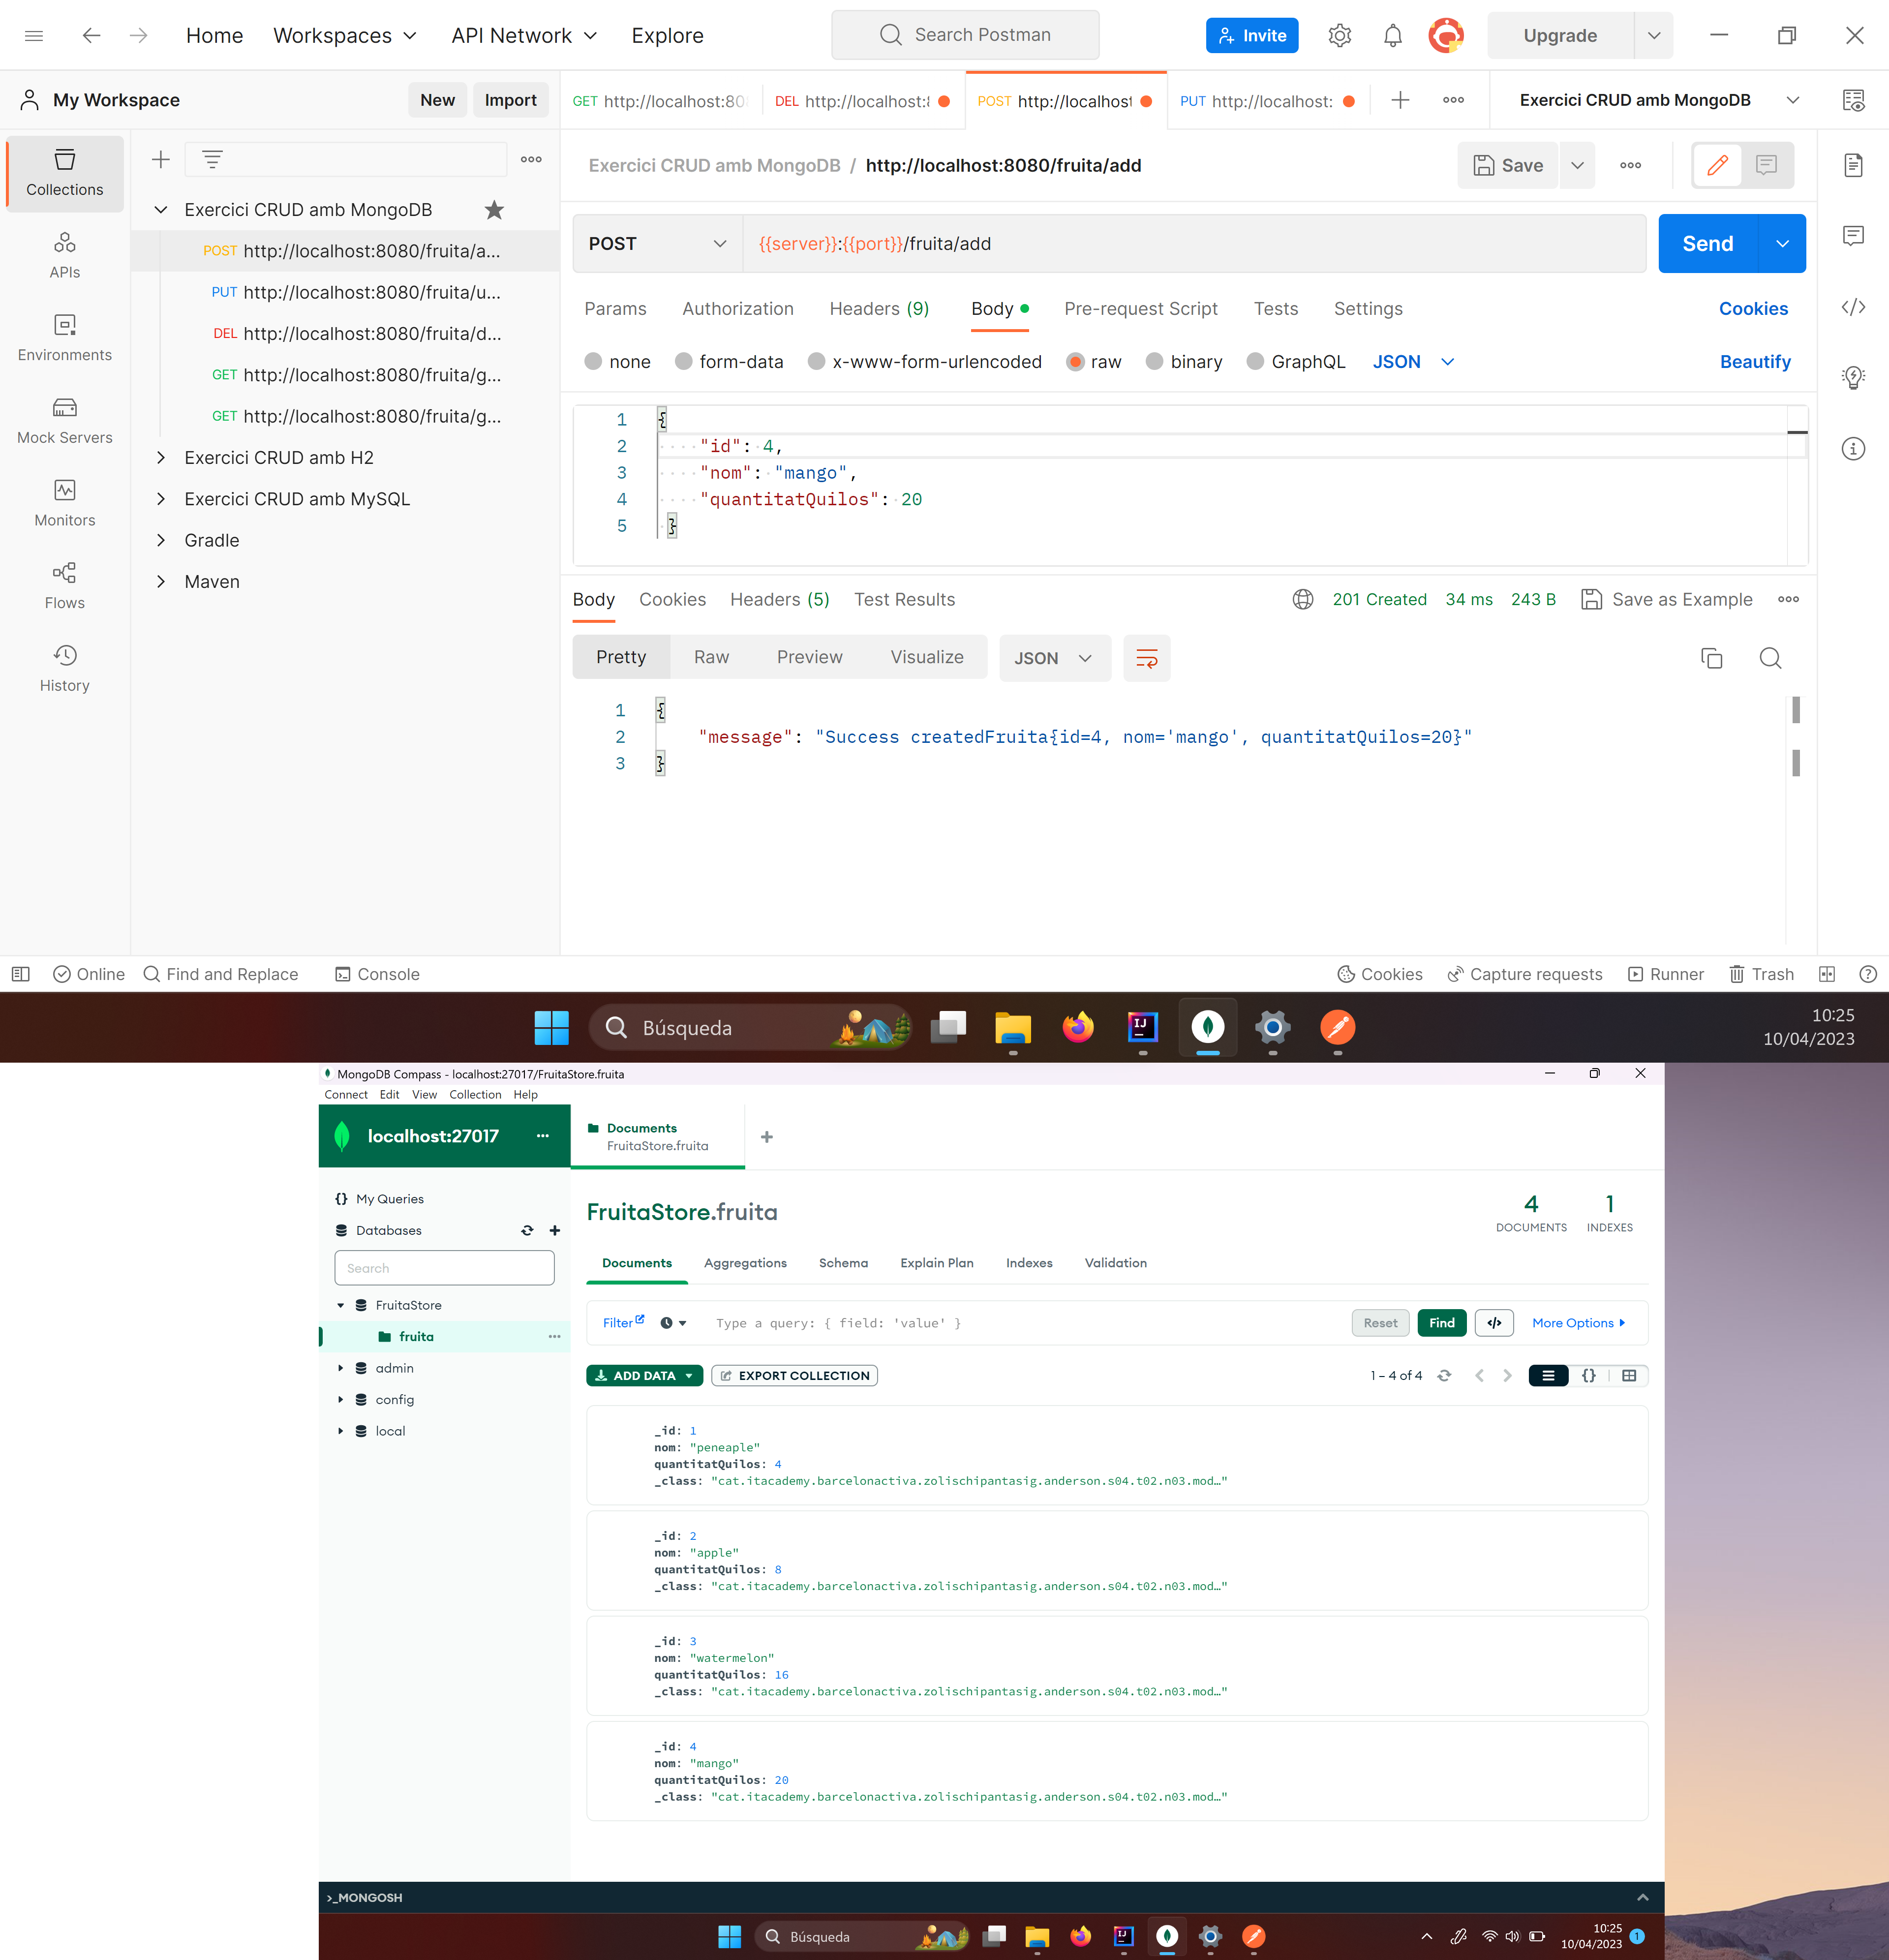 Home Workspaces API Network Explore Search Postman Invite Upgrade
My Workspace New Import GET http://localhost:80 DEL http://localhost: POST http://localhost PUT http://localhost: Exercici CRUD amb MongoDB
Collections
APIs
Environments
Mock Servers
Monitors
Flows
History
Exercici CRUD amb MongoDB
POST http://localhost:8080/fruita/a...
PUT http://localhost:8080/fruita/u...
DEL http://localhost:8080/fruita/d...
GET http://localhost:8080/fruita/g...
GET http://localhost:8080/fruita/g...
Exercici CRUD amb H2
Exercici CRUD amb MySQL
Gradle
Maven
Exercici CRUD amb MongoDB / http://localhost:8080/fruita/add Save
POST {{server}}:{{port}}/fruita/add Send
Params Authorization Headers (9) Body Pre-request Script Tests Settings Cookies
none form-data x-www-form-urlencoded raw binary GraphQL JSON Beautify
1 {
2 "id": 4,
3 "nom": "mango",
4 "quantitatQuilos": 20
5 }
Body Cookies Headers (5) Test Results 201 Created 34 ms 243 B Save as Example
Pretty Raw Preview Visualize JSON
1 {
2 "message": "Success createdFruita{id=4, nom='mango', quantitatQuilos=20}"
3 }
Online Find and Replace Console Cookies Capture requests Runner Trash
Búsqueda IJ 10:25
10/04/2023
MongoDB Compass - localhost:27017/FruitaStore.fruita
Connect Edit View Collection Help
localhost:27017 ...
Documents
FruitaStore.fruita
My Queries
Databases
Search
FruitaStore
fruita ...
admin
config
local
FruitaStore.fruita
4
DOCUMENTS
1
INDEXES
Documents Aggregations Schema Explain Plan Indexes Validation
Filter Type a query: { field: 'value' } Reset Find </> More Options
ADD DATA EXPORT COLLECTION 1 – 4 of 4 {}
_id: 1
nom: "peneaple"
quantitatQuilos: 4
_class: "cat.itacademy.barcelonactiva.zolischipantasig.anderson.s04.t02.n03.mod…"
_id: 2
nom: "apple"
quantitatQuilos: 8
_class: "cat.itacademy.barcelonactiva.zolischipantasig.anderson.s04.t02.n03.mod…"
_id: 3
nom: "watermelon"
quantitatQuilos: 16
_class: "cat.itacademy.barcelonactiva.zolischipantasig.anderson.s04.t02.n03.mod…"
_id: 4
nom: "mango"
quantitatQuilos: 20
_class: "cat.itacademy.barcelonactiva.zolischipantasig.anderson.s04.t02.n03.mod…"
>_MONGOSH
Búsqueda IJ 10:25
10/04/2023 1